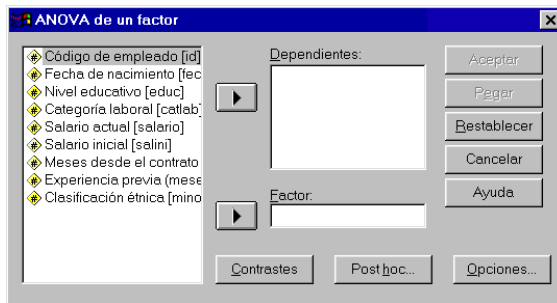 ANOVA de un factor
Código de empleado [id]
Fecha de nacimiento [fec
Nivel educativo [educ]
Categoría laboral [catlab]
Salario actual [salario]
Salario inicial [salini]
Meses desde el contrato
Experiencia previa (mese
Clasificación étnica [mino
Dependientes:
Factor:
Aceptar
Pegar
Restablecer
Cancelar
Ayuda
Contrastes
Post hoc...
Opciones...